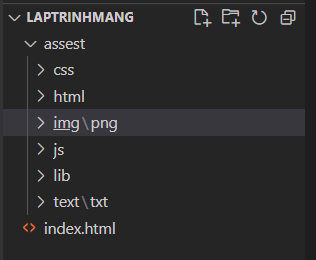 LAPTRINHMANG
assest
css
html
img\png
js
lib
text\txt
<> index.html